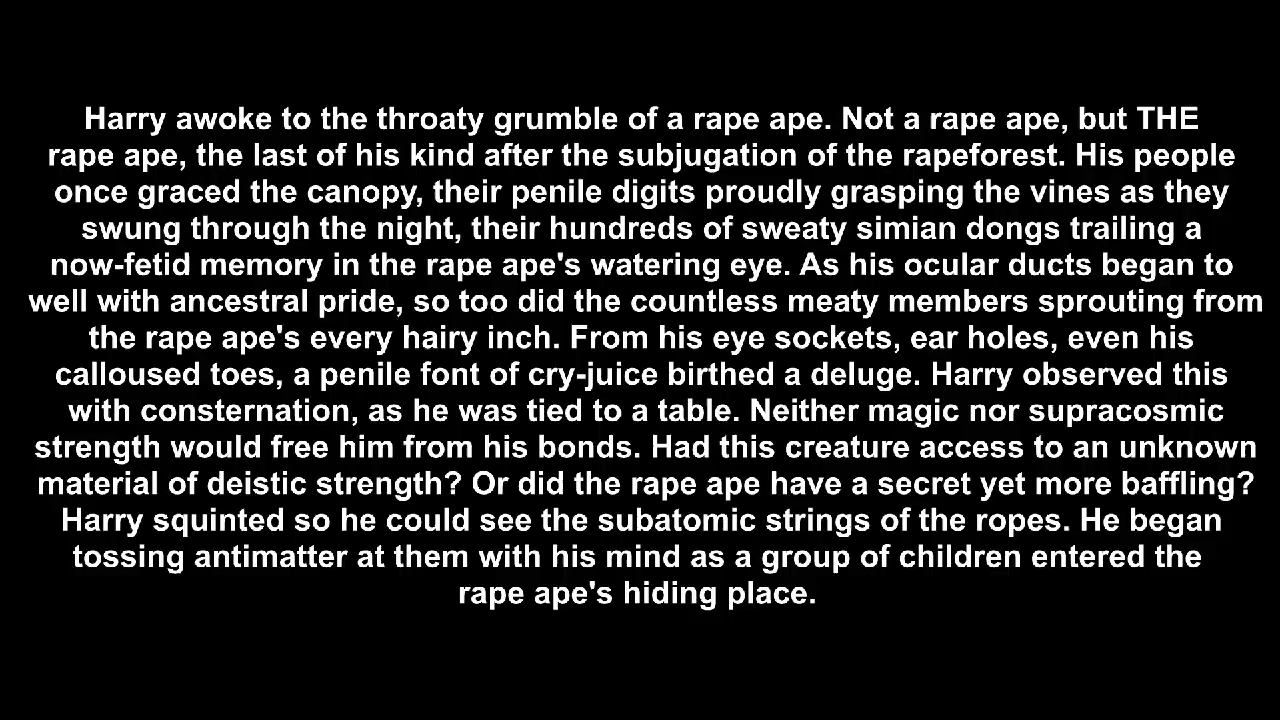 Harry awoke to the throaty grumble of a rape ape. Not a rape ape, but THE
rape ape, the last of his kind after the subjugation of the rapeforest. His people
once graced the canopy, their penile digits proudly grasping the vines as they
swung through the night, their hundreds of sweaty simian dongs trailing a
now-fetid memory in the rape ape's watering eye. As his ocular ducts began to
well with ancestral pride, so too did the countless meaty members sprouting from
the rape ape's every hairy inch. From his eye sockets, ear holes, even his
calloused toes, a penile font of cry-juice birthed a deluge. Harry observed this
with consternation, as he was tied to a table. Neither magic nor supracosmic
strength would free him from his bonds. Had this creature access to an unknown
material of deistic strength? Or did the rape ape have a secret yet more baffling?
Harry squinted so he could see the subatomic strings of the ropes. He began
tossing antimatter at them with his mind as a group of children entered the
rape ape's hiding place.